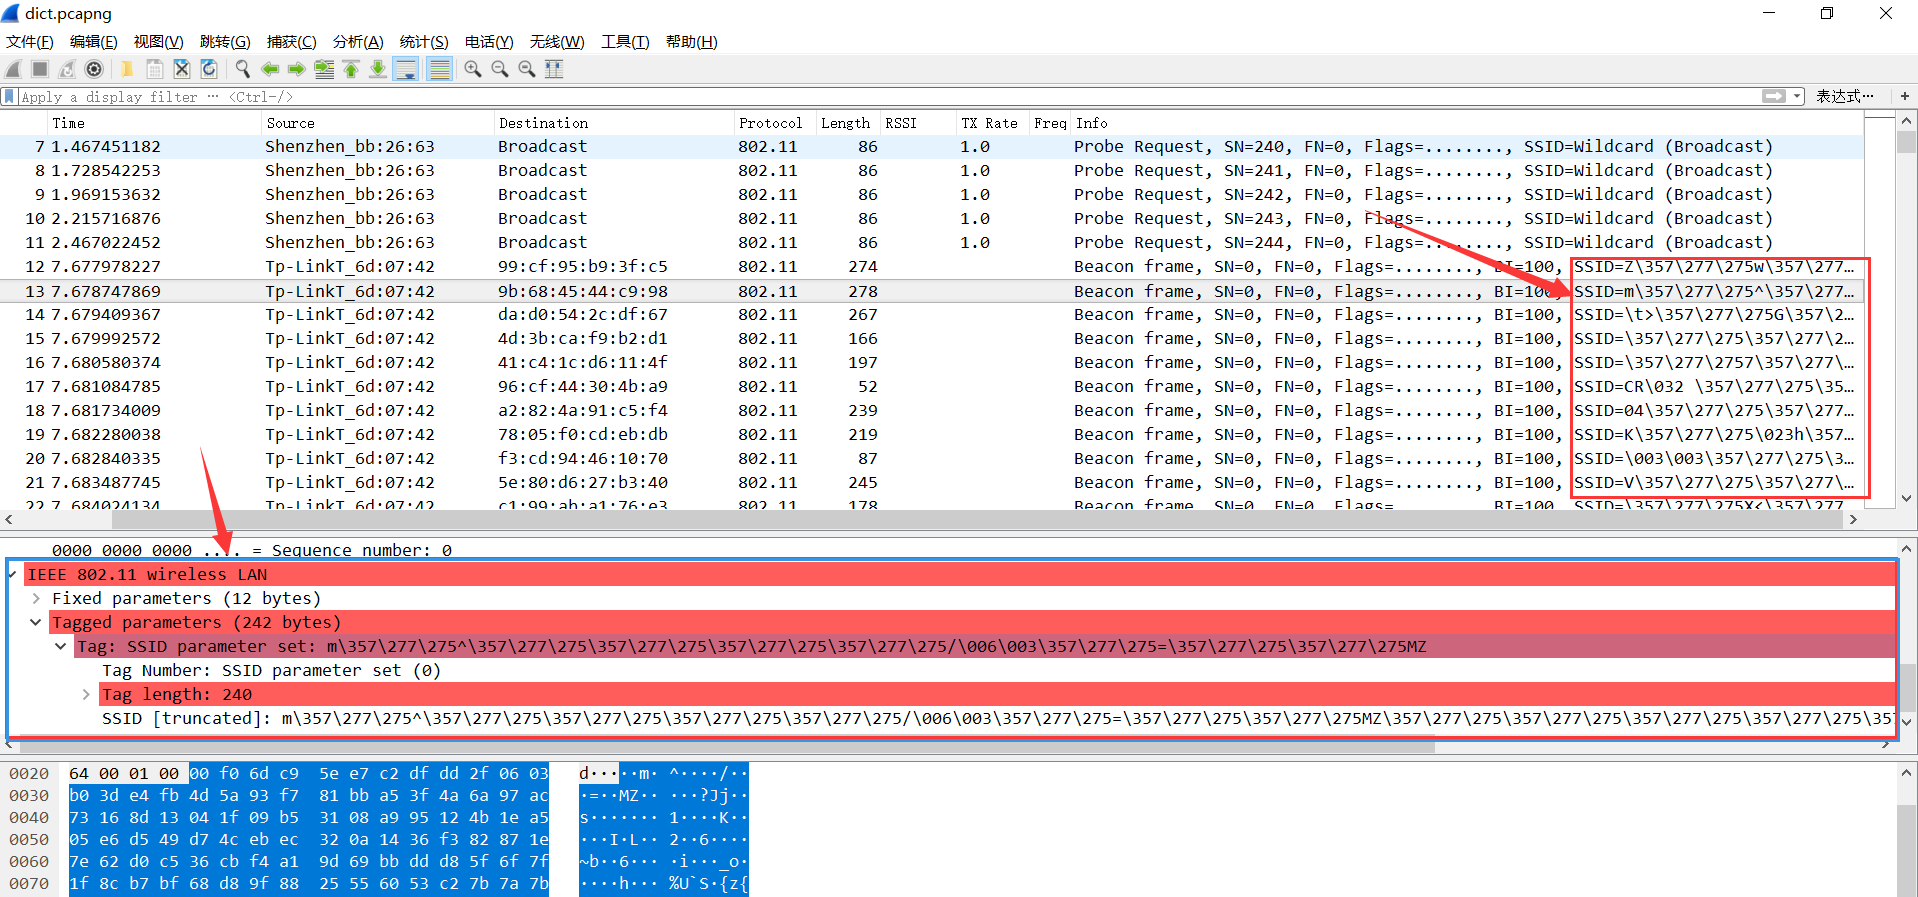 dict.pcapng
文件(F) 编辑(E) 视图(V) 跳转(G) 捕获(C) 分析(A) 统计(S) 电话(Y) 无线(W) 工具(T) 帮助(H)
Apply a display filter ⋯ <Ctrl-/> 表达式⋯ +
Time Source Destination Protocol Length RSSI TX Rate Freq Info
7 1.467451182 Shenzhen_bb:26:63 Broadcast 802.11 86 1.0 Probe Request, SN=240, FN=0, Flags=........, SSID=Wildcard (Broadcast)
8 1.728542253 Shenzhen_bb:26:63 Broadcast 802.11 86 1.0 Probe Request, SN=241, FN=0, Flags=........, SSID=Wildcard (Broadcast)
9 1.969153632 Shenzhen_bb:26:63 Broadcast 802.11 86 1.0 Probe Request, SN=242, FN=0, Flags=........, SSID=Wildcard (Broadcast)
10 2.215716876 Shenzhen_bb:26:63 Broadcast 802.11 86 1.0 Probe Request, SN=243, FN=0, Flags=........, SSID=Wildcard (Broadcast)
11 2.467022452 Shenzhen_bb:26:63 Broadcast 802.11 86 1.0 Probe Request, SN=244, FN=0, Flags=........, SSID=Wildcard (Broadcast)
12 7.677978227 Tp-LinkT_6d:07:42 99:cf:95:b9:3f:c5 802.11 274 Beacon frame, SN=0, FN=0, Flags=........, BI=100, SSID=Z\357\277\275w\357\277…
13 7.678747869 Tp-LinkT_6d:07:42 9b:68:45:44:c9:98 802.11 278 Beacon frame, SN=0, FN=0, Flags=........, BI=100, SSID=m\357\277\275^\357\277…
14 7.679409367 Tp-LinkT_6d:07:42 da:d0:54:2c:df:67 802.11 267 Beacon frame, SN=0, FN=0, Flags=........, BI=100, SSID=\t>\357\277\275G\357\2…
15 7.679992572 Tp-LinkT_6d:07:42 4d:3b:ca:f9:b2:d1 802.11 166 Beacon frame, SN=0, FN=0, Flags=........, BI=100, SSID=\357\277\275\357\277\2…
16 7.680580374 Tp-LinkT_6d:07:42 41:c4:1c:d6:11:4f 802.11 197 Beacon frame, SN=0, FN=0, Flags=........, BI=100, SSID=\357\277\2757\357\277\…
17 7.681084785 Tp-LinkT_6d:07:42 96:cf:44:30:4b:a9 802.11 52 Beacon frame, SN=0, FN=0, Flags=........, BI=100, SSID=CR\032 \357\277\275\35…
18 7.681734009 Tp-LinkT_6d:07:42 a2:82:4a:91:c5:f4 802.11 239 Beacon frame, SN=0, FN=0, Flags=........, BI=100, SSID=04\357\277\275\357\277…
19 7.682280038 Tp-LinkT_6d:07:42 78:05:f0:cd:eb:db 802.11 219 Beacon frame, SN=0, FN=0, Flags=........, BI=100, SSID=K\357\277\275\023h\357…
20 7.682840335 Tp-LinkT_6d:07:42 f3:cd:94:46:10:70 802.11 87 Beacon frame, SN=0, FN=0, Flags=........, BI=100, SSID=\003\003\357\277\275\3…
21 7.683487745 Tp-LinkT_6d:07:42 5e:80:d6:27:b3:40 802.11 245 Beacon frame, SN=0, FN=0, Flags=........, BI=100, SSID=V\357\277\275\357\277\…
22 7.684024134 Tp-LinkT_6d:07:42 c1:99:ab:a1:76:e3 802.11 178 Beacon frame, SN=0, FN=0, Flags=........, BI=100, SSID=\357\277\275X<\357\277…
0000 0000 0000 .... = Sequence number: 0
IEEE 802.11 wireless LAN
Fixed parameters (12 bytes)
Tagged parameters (242 bytes)
Tag: SSID parameter set: m\357\277\275^\357\277\275\357\277\275\357\277\275\357\277\275/\006\003\357\277\275=\357\277\275\357\277\275MZ
Tag Number: SSID parameter set (0)
Tag length: 240
SSID [truncated]: m\357\277\275^\357\277\275\357\277\275\357\277\275\357\277\275/\006\003\357\277\275=\357\277\275\357\277\275MZ\357\277\275\357\277\275\357\277\275\357\277\275\357
0020 64 00 01 00 00 f0 6d c9 5e e7 c2 df dd 2f 06 03 d·····m· ^····/··
0030 b0 3d e4 fb 4d 5a 93 f7 81 bb a5 3f 4a 6a 97 ac ·=··MZ·· ···?Jj··
0040 73 16 8d 13 04 1f 09 b5 31 08 a9 95 12 4b 1e a5 s······· 1····K··
0050 05 e6 d5 49 d7 4c eb ec 32 0a 14 36 f3 82 87 1e ···I·L·· 2··6····
0060 7e 62 d0 c5 36 cb f4 a1 9d 69 bb dd d8 5f 6f 7f ~b··6··· ·i···_o·
0070 1f 8c b7 bf 68 d8 9f 88 25 55 60 53 c2 7b 7a 7b ····h··· %U`S·{z{